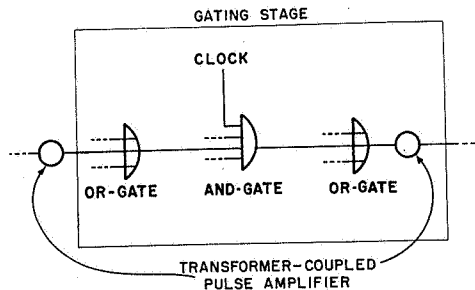 GATING STAGE
CLOCK
OR-GATE
AND-GATE
OR-GATE
TRANSFORMER-COUPLED
PULSE AMPLIFIER